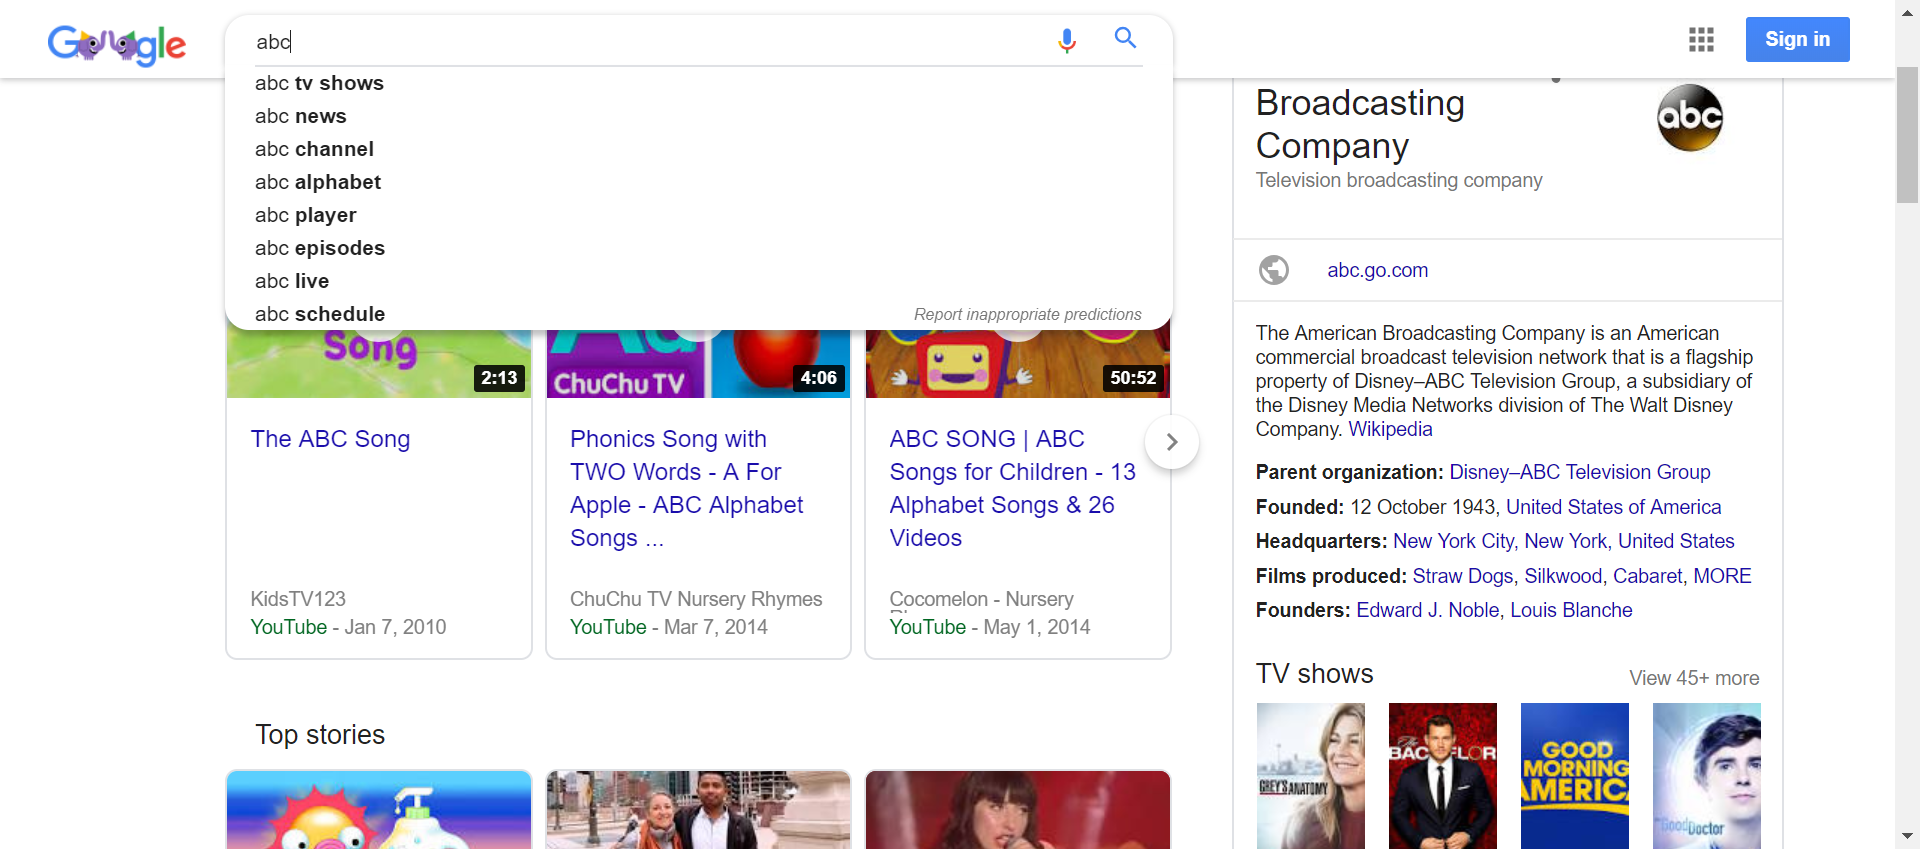 Google
abc
Sign in
abc tv shows
abc news
abc channel
abc alphabet
abc player
abc episodes
abc live
abc schedule
Report inappropriate predictions
Song
2:13
ChuChu TV
4:06
50:52
The ABC Song
KidsTV123
YouTube - Jan 7, 2010
Phonics Song with
TWO Words - A For
Apple - ABC Alphabet
Songs ...
ChuChu TV Nursery Rhymes
YouTube - Mar 7, 2014
ABC SONG | ABC
Songs for Children - 13
Alphabet Songs & 26
Videos
Cocomelon - Nursery
YouTube - May 1, 2014
Top stories
Broadcasting
Company
abc
Television broadcasting company
abc.go.com
The American Broadcasting Company is an American
commercial broadcast television network that is a flagship
property of Disney–ABC Television Group, a subsidiary of
the Disney Media Networks division of The Walt Disney
Company. Wikipedia
Parent organization: Disney–ABC Television Group
Founded: 12 October 1943, United States of America
Headquarters: New York City, New York, United States
Films produced: Straw Dogs, Silkwood, Cabaret, MORE
Founders: Edward J. Noble, Louis Blanche
TV shows
View 45+ more
GREY'S ANATOMY
The
BACHELOR
GOOD
MORNING
AMERICA
the Good Doctor